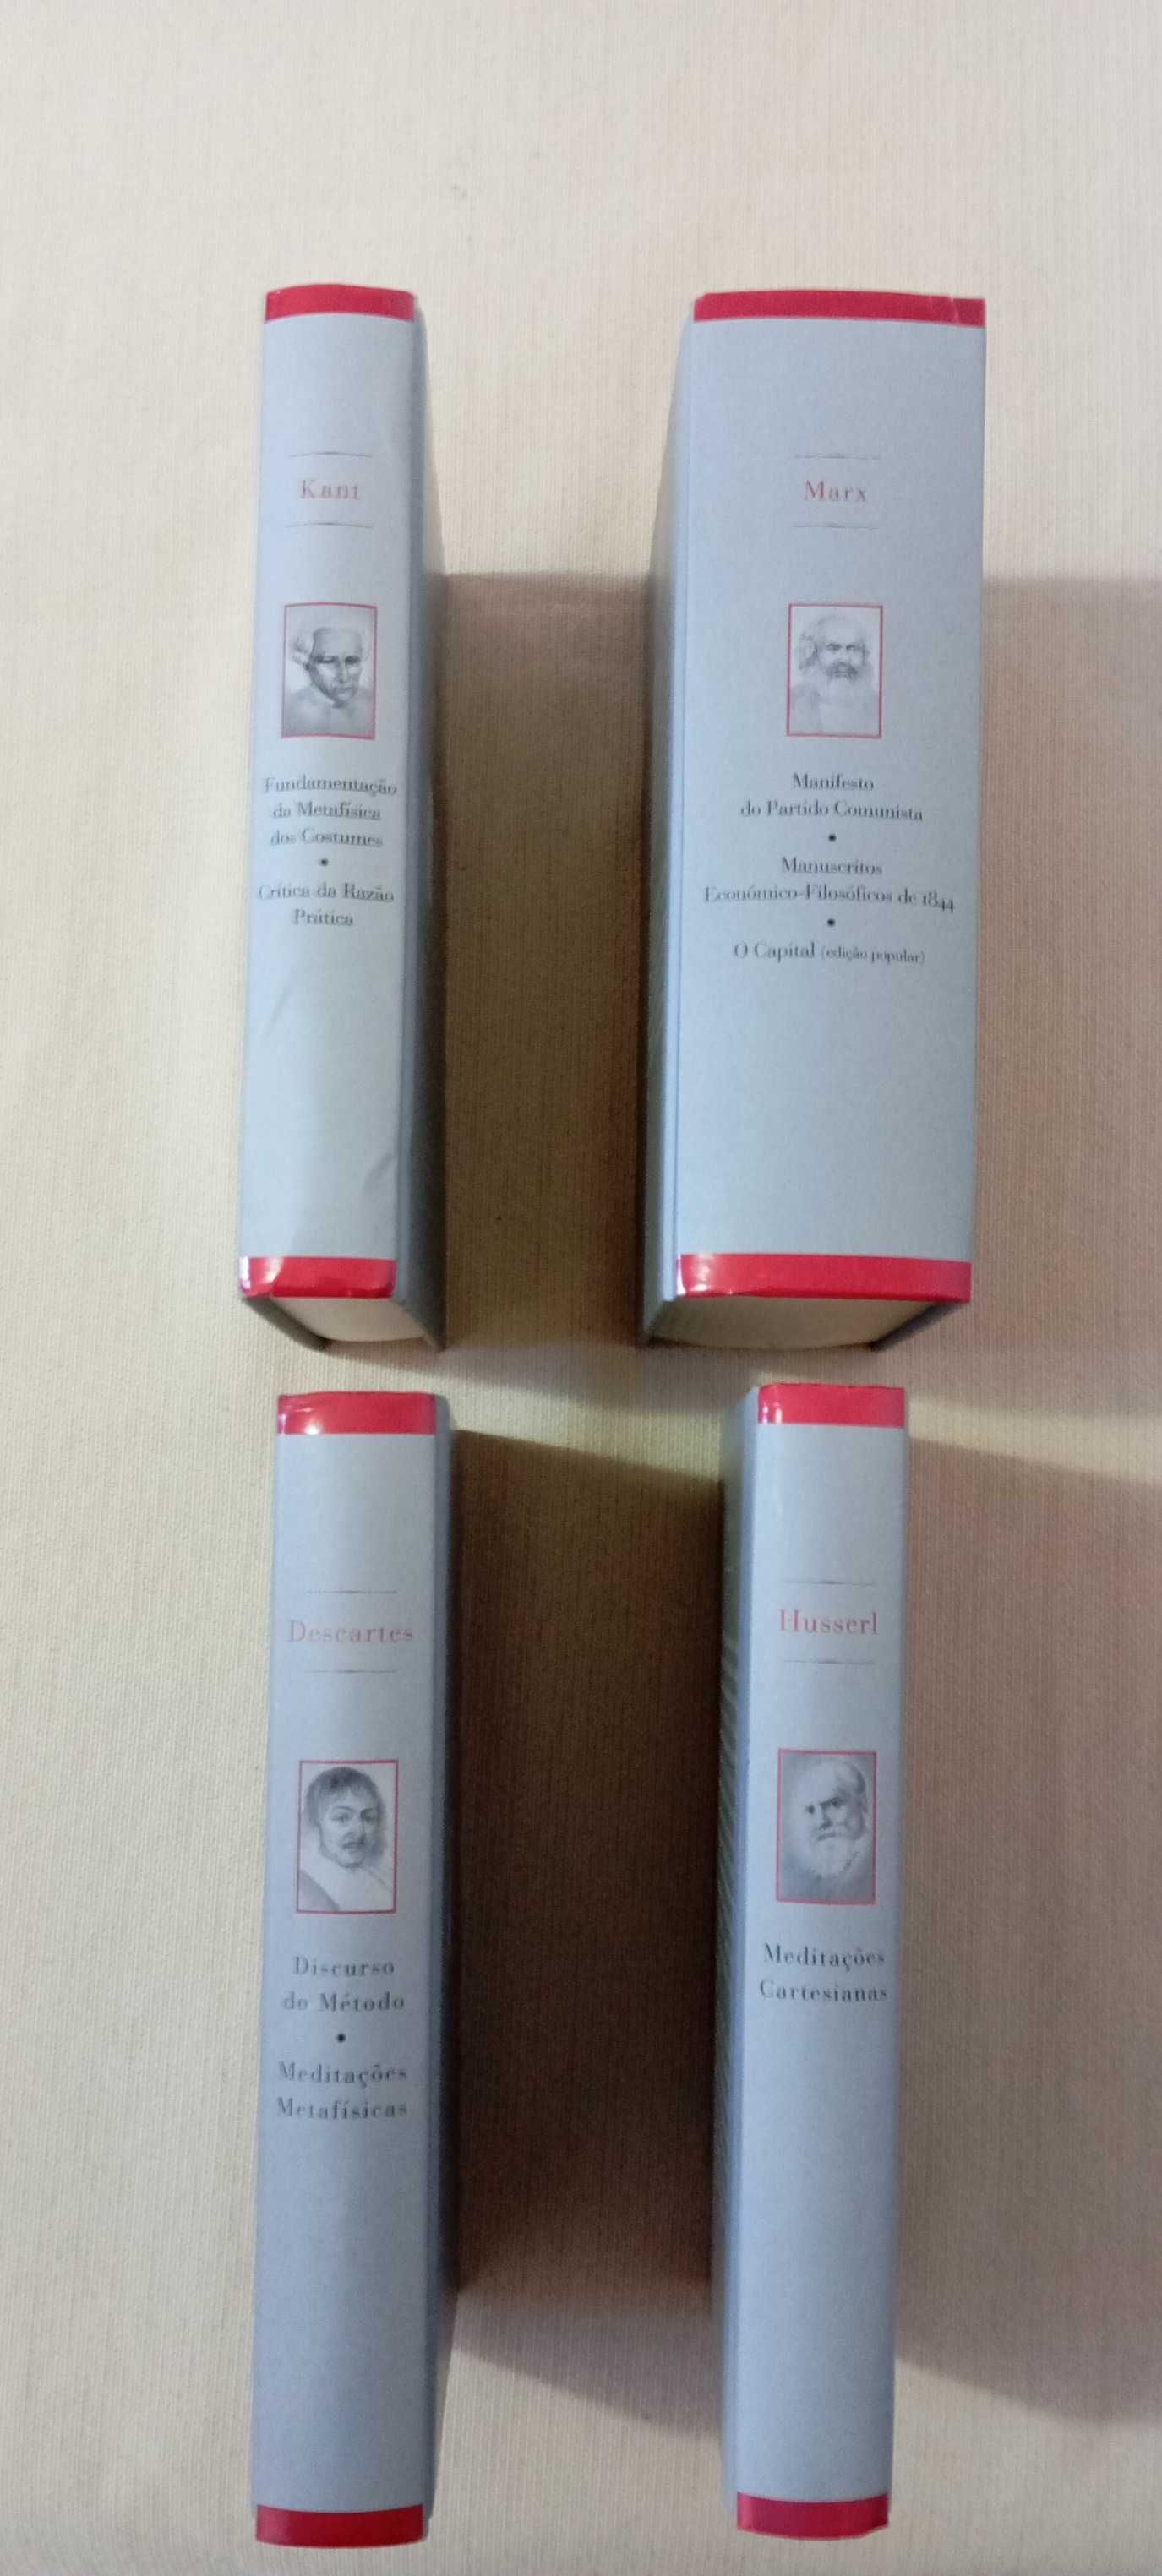 Kant
Fundamentação
da Metafísica
dos Costumes
•
Crítica da Razão
Prática
Marx
Manifesto
do Partido Comunista
•
Manuscritos
Económico-Filosóficos de 1844
•
O Capital (edição popular)
Descartes
Discurso
do Método
•
Meditações
Metafísicas
Husserl
Meditações
Cartesianas